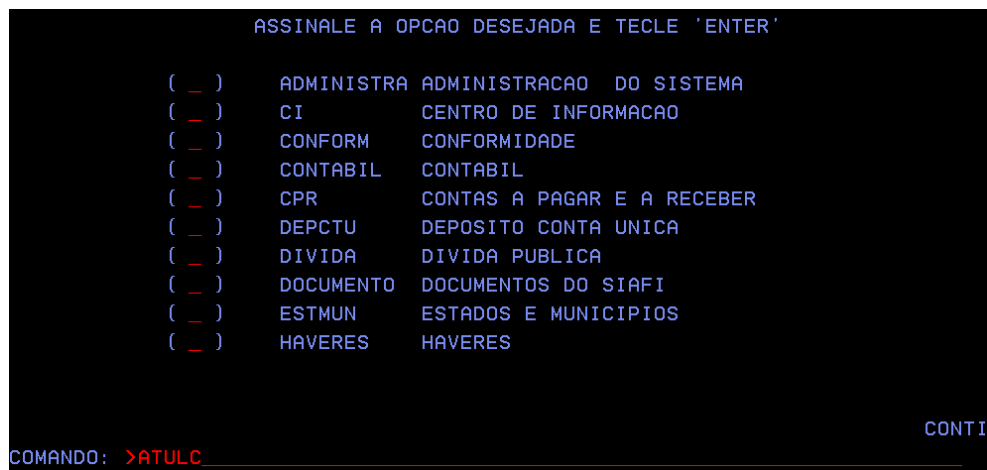 ASSINALE A OPCAO DESEJADA E TECLE 'ENTER'
( _ ) ADMINISTRA ADMINISTRACAO DO SISTEMA
( _ ) CI CENTRO DE INFORMACAO
( _ ) CONFORM CONFORMIDADE
( _ ) CONTABIL CONTABIL
( _ ) CPR CONTAS A PAGAR E A RECEBER
( _ ) DEPCTU DEPOSITO CONTA UNICA
( _ ) DIVIDA DIVIDA PUBLICA
( _ ) DOCUMENTO DOCUMENTOS DO SIAFI
( _ ) ESTMUN ESTADOS E MUNICIPIOS
( _ ) HAVERES HAVERES
CONTI
COMANDO: >ATULC